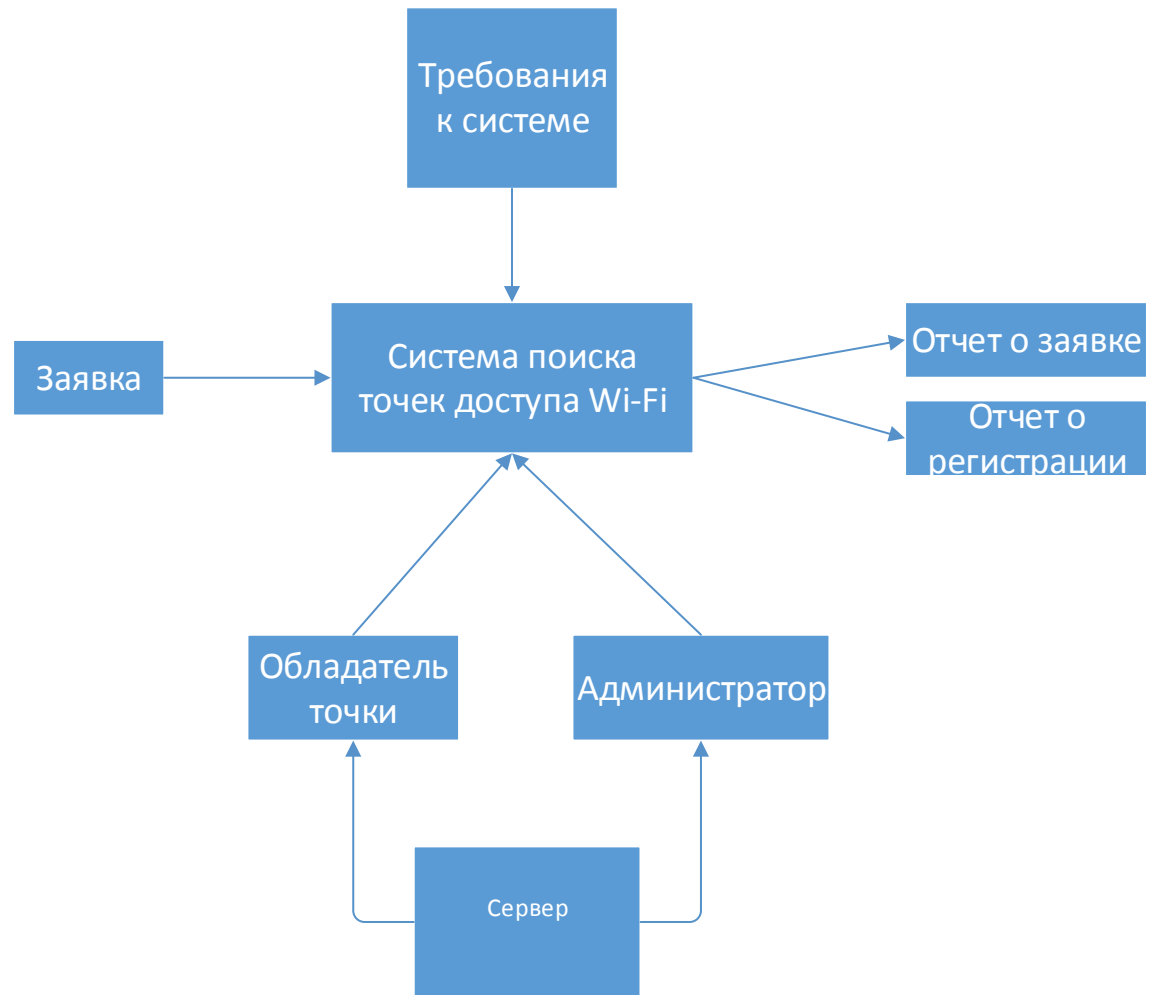 Требования
к системе
Заявка
Система поиска
точек доступа Wi-Fi
Отчет о заявке
Отчет о
регистрации
Обладатель
точки
Администратор
Сервер